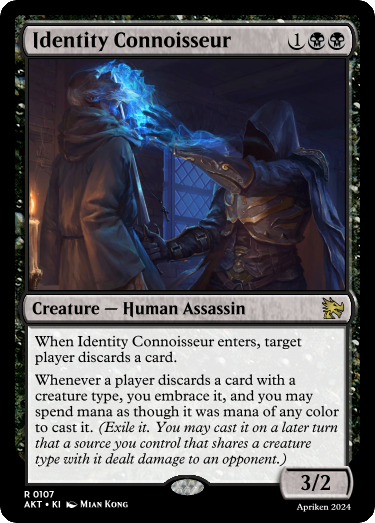 Identity Connoisseur 1
Creature — Human Assassin
When Identity Connoisseur enters, target
player discards a card.
Whenever a player discards a card with a
creature type, you embrace it, and you may
spend mana as though it was mana of any color
to cast it. (Exile it. You may cast it on a later turn
that a source you control that shares a creature
type with it dealt damage to an opponent.)
3/2
R 0107
AKT • KI Mian Kong
Apriken 2024